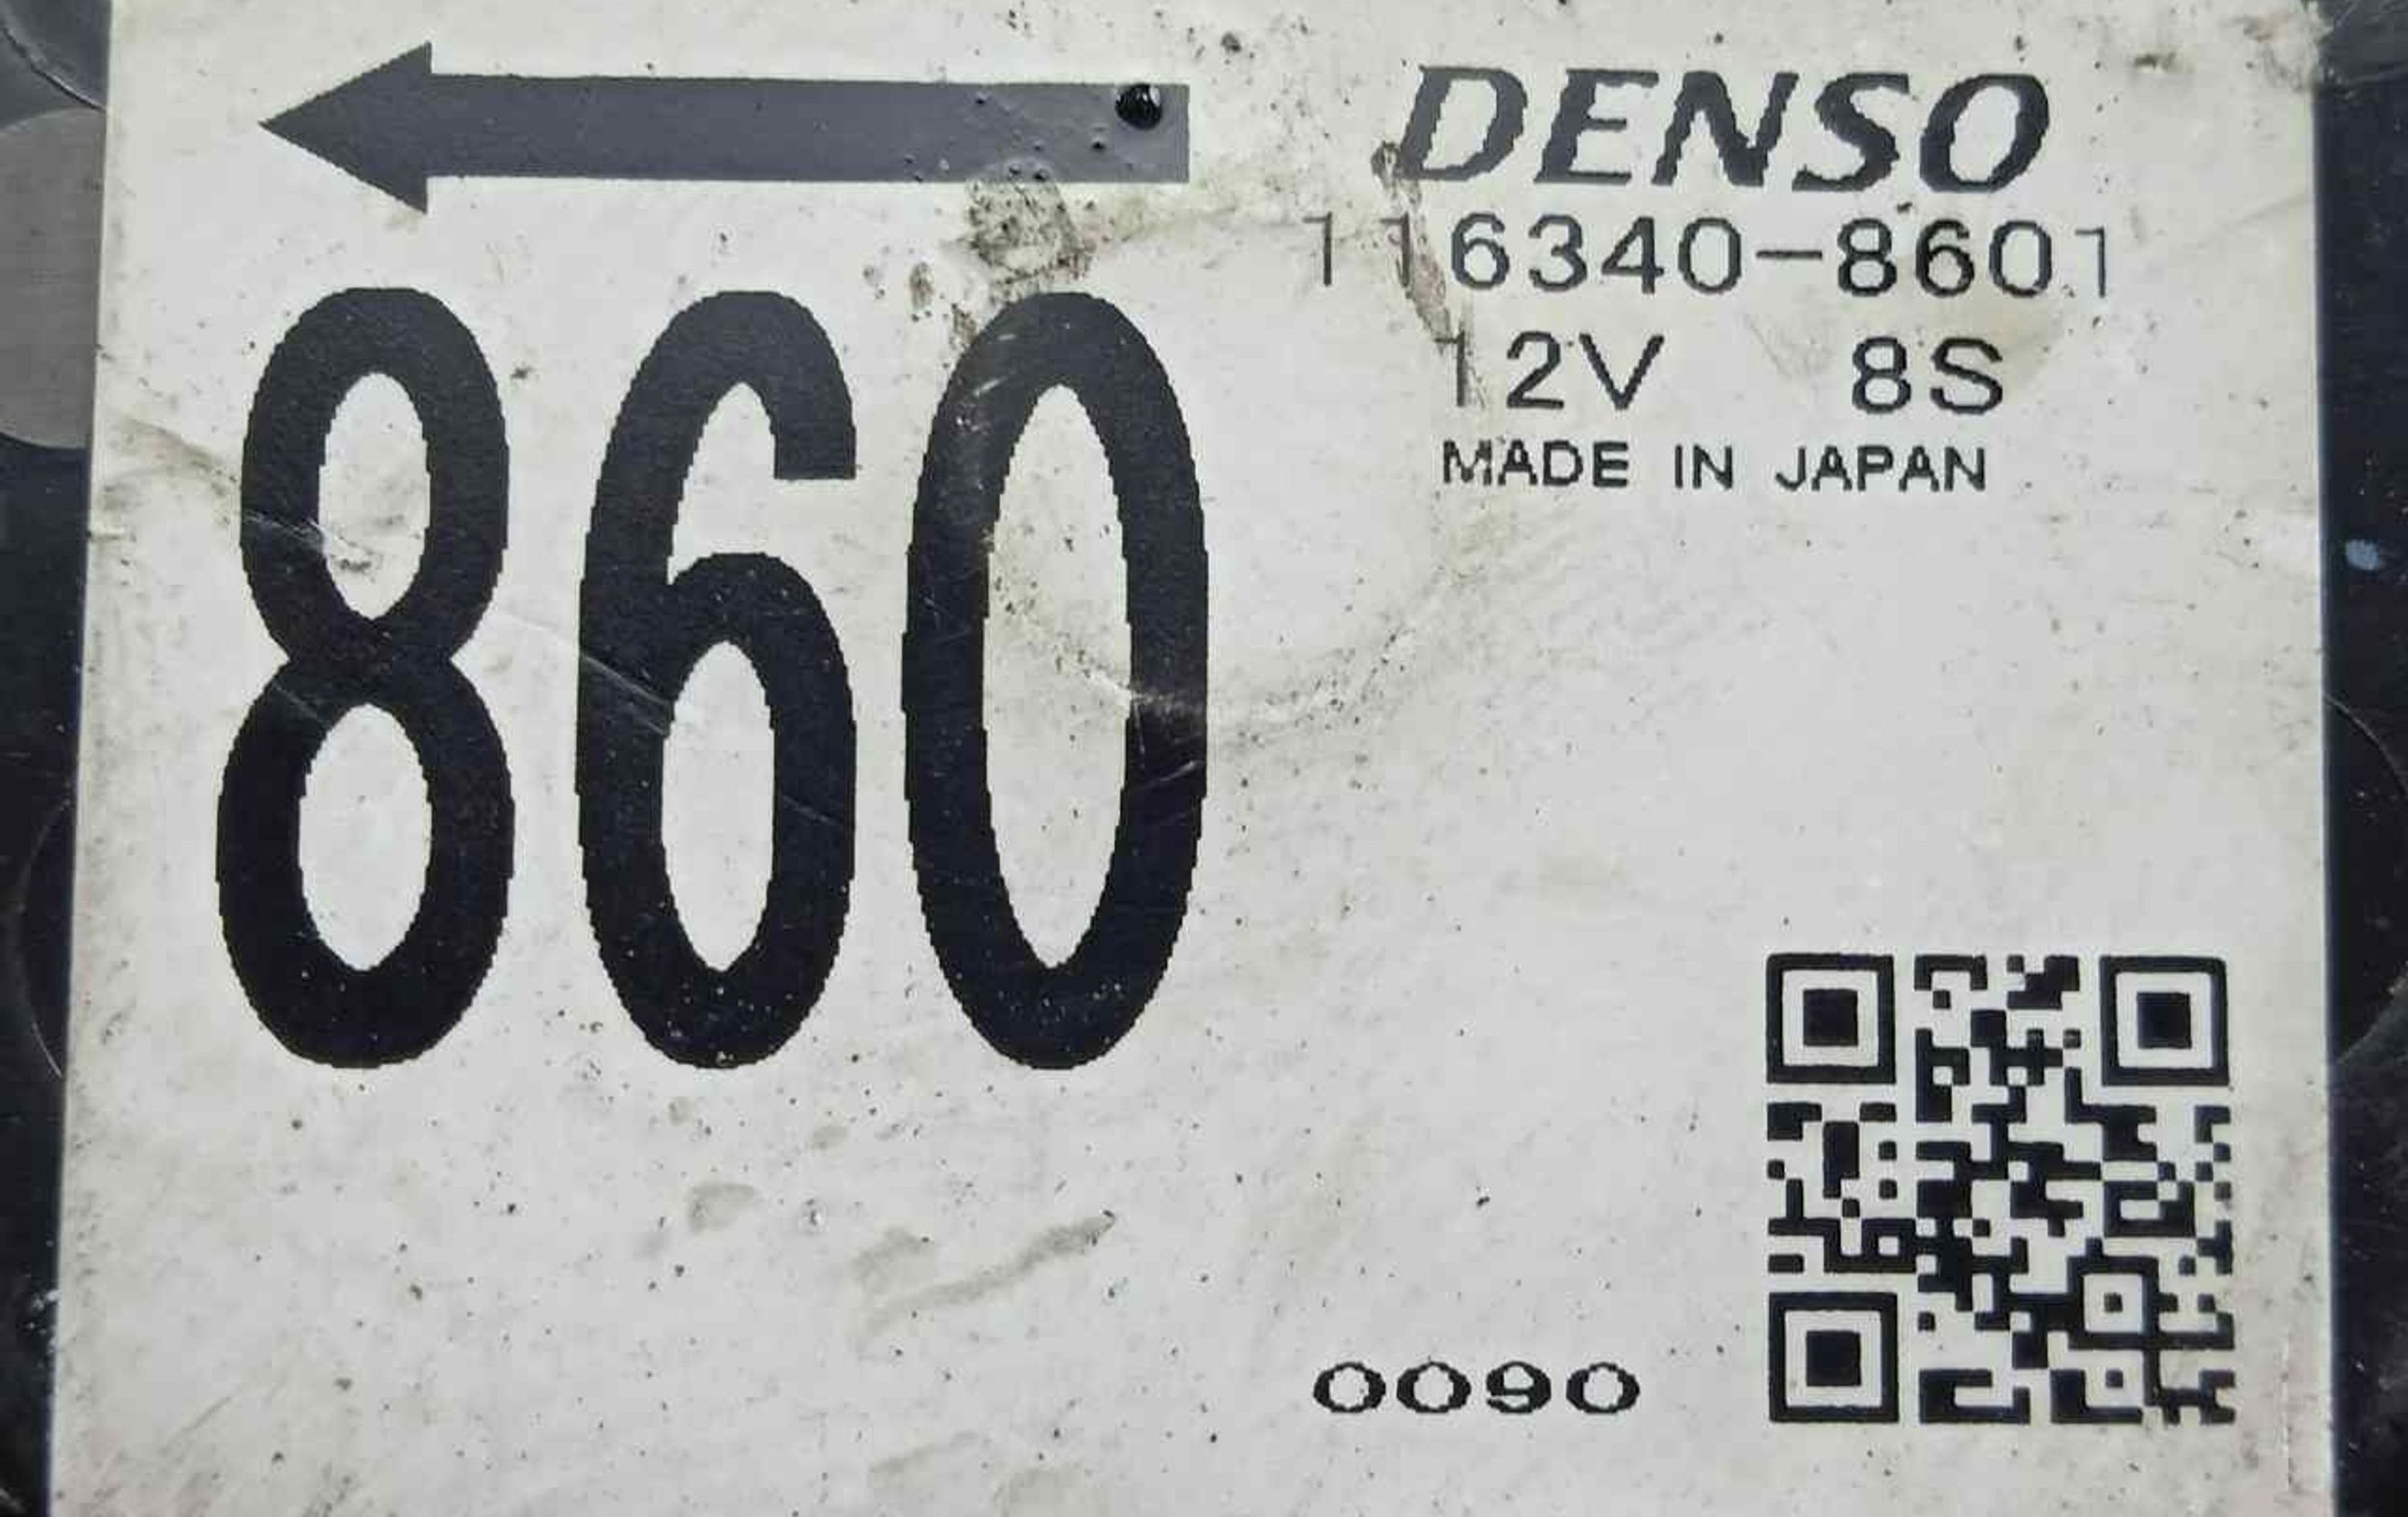 DENSO
116340-8601
12V 8S
MADE IN JAPAN
860
0090